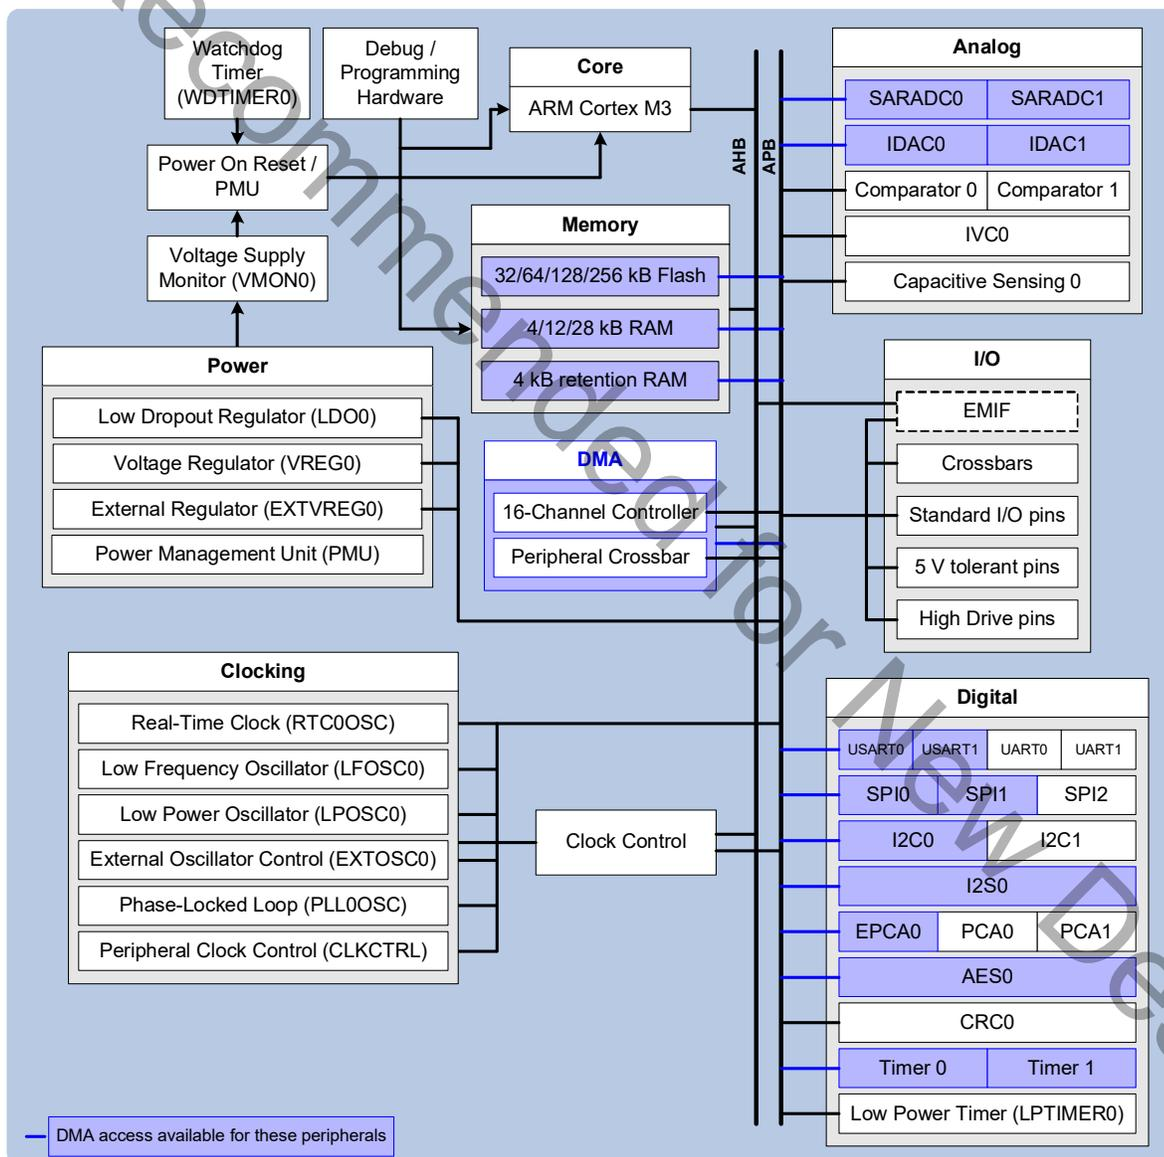 Recommended for New Des
Watchdog
Timer
(WDTIMER0)
Debug /
Programming
Hardware
Core
ARM Cortex M3
Power On Reset /
PMU
Voltage Supply
Monitor (VMON0)
AHB
APB
Memory
32/64/128/256 kB Flash
4/12/28 kB RAM
4 kB retention RAM
Analog
SARADC0 SARADC1
IDAC0 IDAC1
Comparator 0 Comparator 1
IVC0
Capacitive Sensing 0
Power
Low Dropout Regulator (LDO0)
Voltage Regulator (VREG0)
External Regulator (EXTVREG0)
Power Management Unit (PMU)
DMA
16-Channel Controller
Peripheral Crossbar
I/O
EMIF
Crossbars
Standard I/O pins
5 V tolerant pins
High Drive pins
Clocking
Real-Time Clock (RTC0OSC)
Low Frequency Oscillator (LFOSC0)
Low Power Oscillator (LPOSC0)
External Oscillator Control (EXTOSC0)
Phase-Locked Loop (PLL0OSC)
Peripheral Clock Control (CLKCTRL)
Clock Control
Digital
USART0 USART1 UART0 UART1
SPI0 SPI1 SPI2
I2C0 I2C1
I2S0
EPCA0 PCA0 PCA1
AES0
CRC0
Timer 0 Timer 1
Low Power Timer (LPTIMER0)
DMA access available for these peripherals